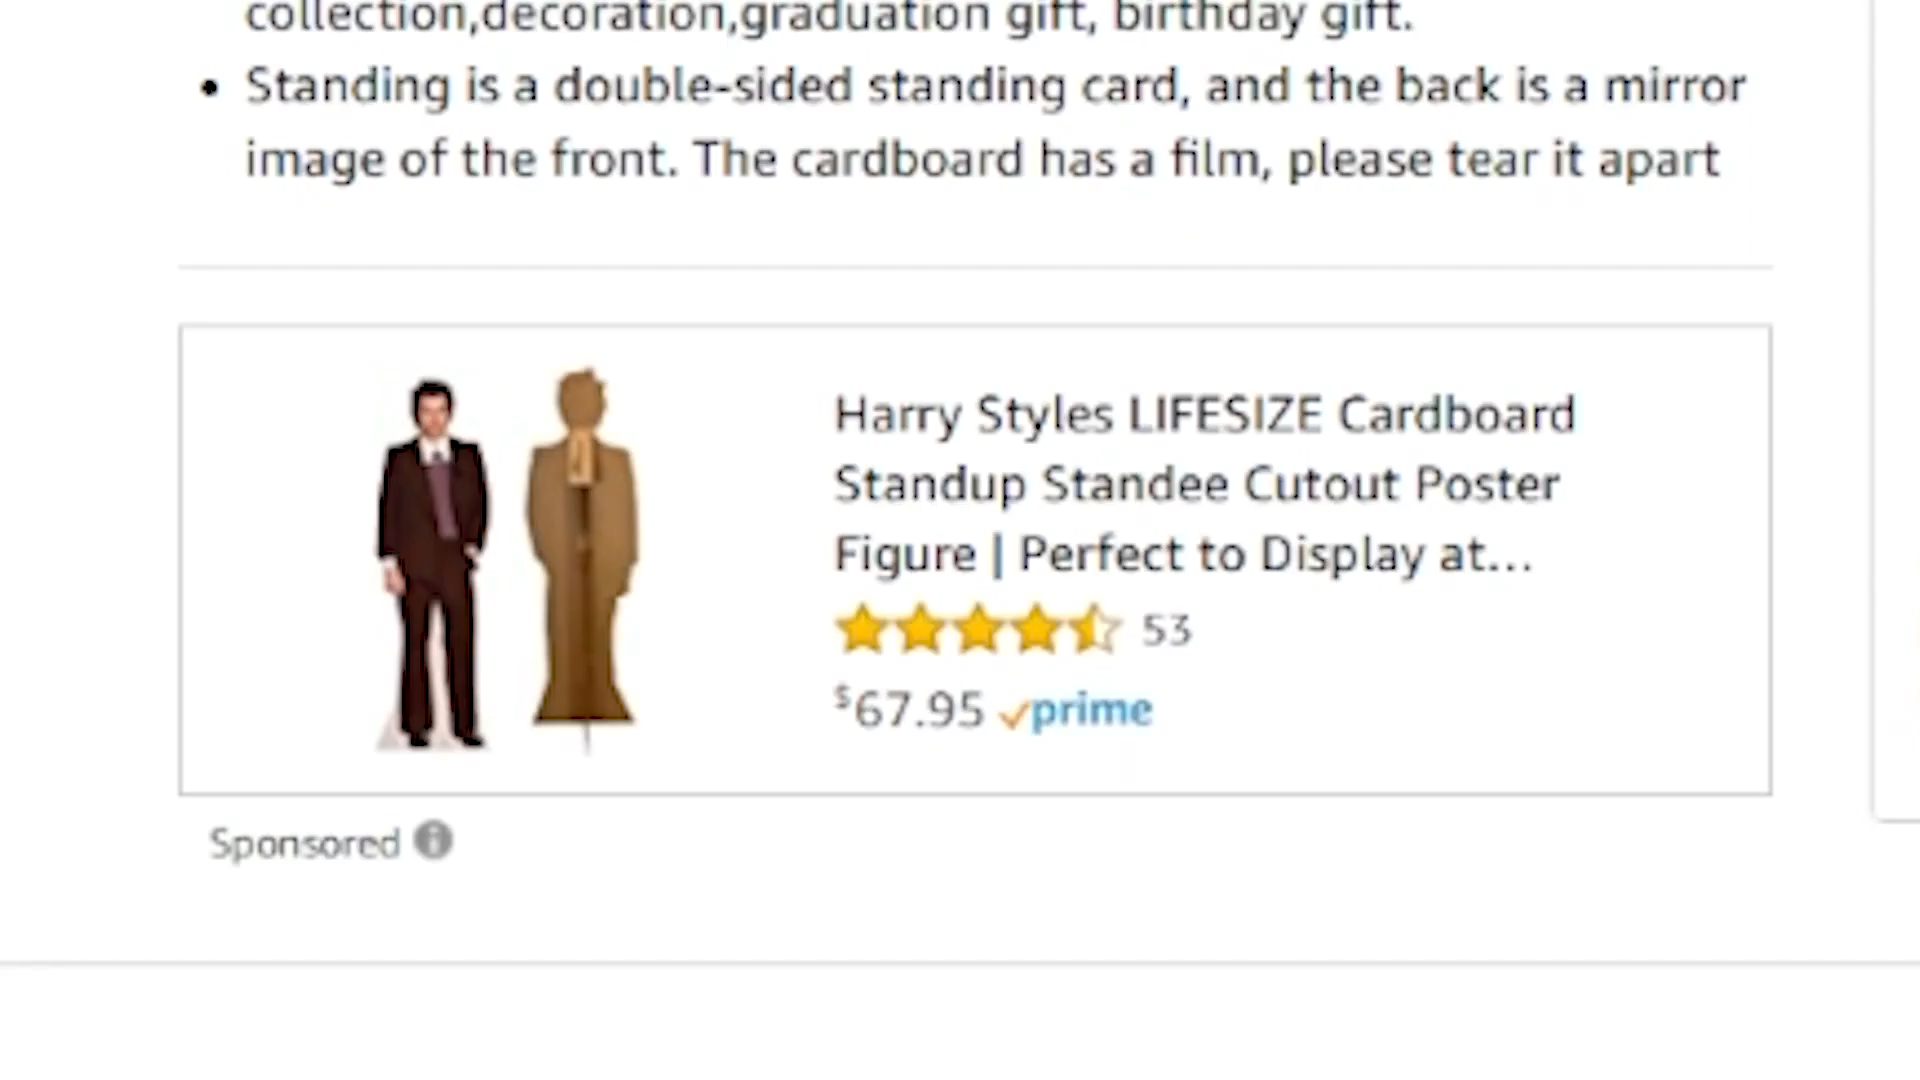 collection,decoration,graduation gift, birthday gift.
• Standing is a double-sided standing card, and the back is a mirror
image of the front. The cardboard has a film, please tear it apart
Harry Styles LIFESIZE Cardboard
Standup Standee Cutout Poster
Figure | Perfect to Display at...
53
$67.95 prime
Sponsored